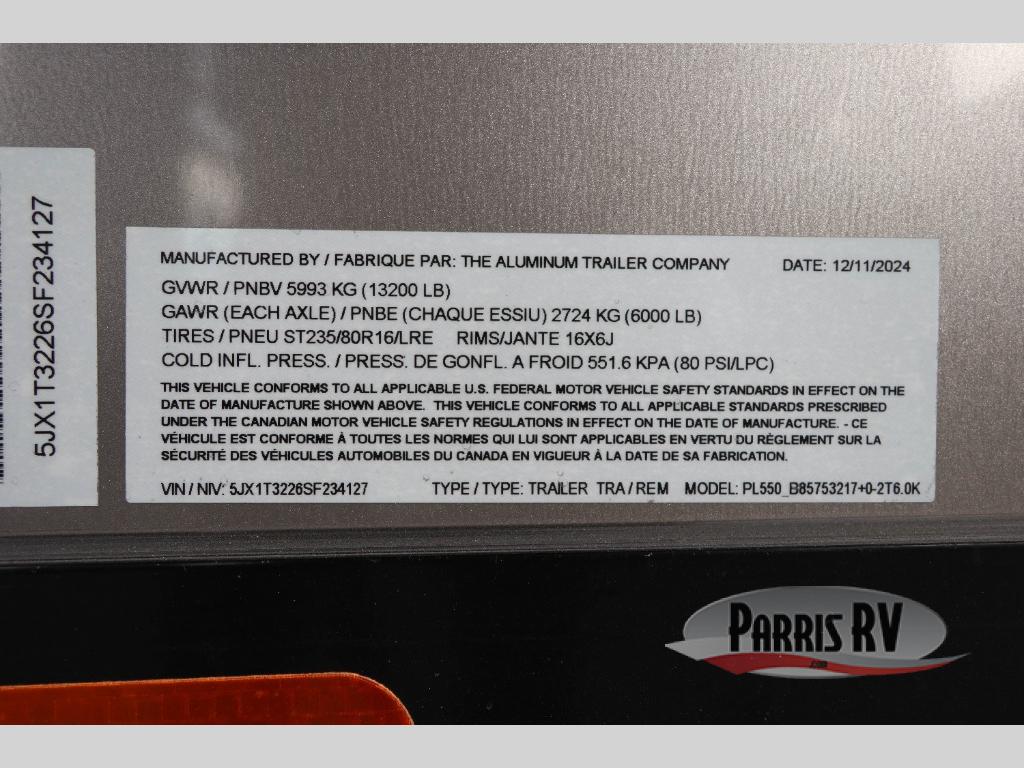 5JX1T3226SF234127
MANUFACTURED BY / FABRIQUE PAR: THE ALUMINUM TRAILER COMPANY DATE: 12/11/2024
GVWR / PNBV 5993 KG (13200 LB)
GAWR (EACH AXLE) / PNBE (CHAQUE ESSIU) 2724 KG (6000 LB)
TIRES / PNEU ST235/80R16/LRE RIMS/JANTE 16X6J
COLD INFL. PRESS. / PRESS. DE GONFL. A FROID 551.6 KPA (80 PSI/LPC)
THIS VEHICLE CONFORMS TO ALL APPLICABLE U.S. FEDERAL MOTOR VEHICLE SAFETY STANDARDS IN EFFECT ON THE
DATE OF MANUFACTURE SHOWN ABOVE. THIS VEHICLE CONFORMS TO ALL APPLICABLE STANDARDS PRESCRIBED
UNDER THE CANADIAN MOTOR VEHICLE SAFETY REGULATIONS IN EFFECT ON THE DATE OF MANUFACTURE. - CE
VÉHICULE EST CONFORME À TOUTES LES NORMES QUI LUI SONT APPLICABLES EN VERTU DU RÈGLEMENT SUR LA
SÉCURITÉ DES VÉHICULES AUTOMOBILES DU CANADA EN VIGUEUR À LA DATE DE SA FABRICATION.
VIN / NIV: 5JX1T3226SF234127 TYPE / TYPE: TRAILER TRA / REM MODEL: PL550_B85753217+0-2T6.0K
PARRIS RV
.com